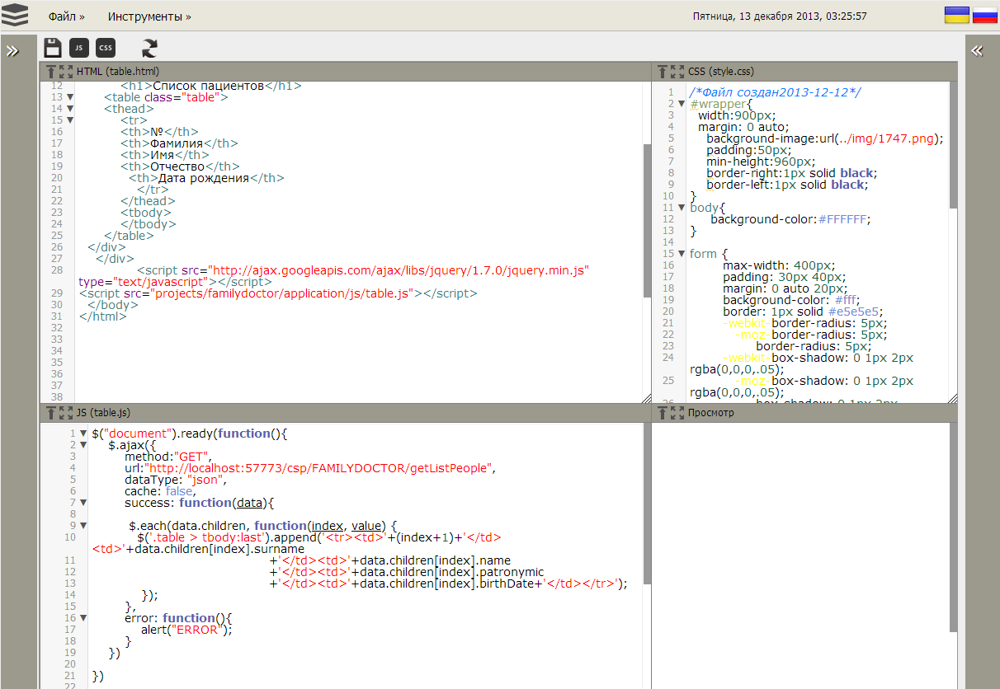 Файл » Инструменты » Пятница, 13 декабря 2013, 03:25:57
JS CSS
HTML (table.html)
12 <h1>Список пациентов</h1>
13 <table class="table">
14 <thead>
15 <tr>
16 <th>№</th>
17 <th>Фамилия</th>
18 <th>Имя</th>
19 <th>Отчество</th>
20 <th>Дата рождения</th>
21 </tr>
22 </thead>
23 <tbody>
24 </tbody>
25 </table>
26 </div>
27 </div>
28 <script src="http://ajax.googleapis.com/ajax/libs/jquery/1.7.0/jquery.min.js"
type="text/javascript"></script>
29 <script src="projects/familydoctor/application/js/table.js"></script>
30 </body>
31 </html>
32
33
34
35
36
37
38
CSS (style.css)
1 /*Файл создан2013-12-12*/
2 #wrapper{
3 width:900px;
4 margin: 0 auto;
5 background-image:url(../img/1747.png);
6 padding:50px;
7 min-height:960px;
8 border-right:1px solid black;
9 border-left:1px solid black;
10 }
11 body{
12 background-color:#FFFFFF;
13 }
14
15 form {
16 max-width: 400px;
17 padding: 30px 40px;
18 margin: 0 auto 20px;
19 background-color: #fff;
20 border: 1px solid #e5e5e5;
21 -webkit-border-radius: 5px;
22 -moz-border-radius: 5px;
23 border-radius: 5px;
24 -webkit-box-shadow: 0 1px 2px
rgba(0,0,0,.05);
25 -moz-box-shadow: 0 1px 2px
rgba(0,0,0,.05);
26 box-shadow: 0 1px 2px
JS (table.js)
1 $("document").ready(function(){
2 $.ajax({
3 method:"GET",
4 url:"http://localhost:57773/csp/FAMILYDOCTOR/getListPeople",
5 dataType: "json",
6 cache: false,
7 success: function(data){
8
9 $.each(data.children, function(index, value) {
10 $('.table > tbody:last').append('<tr><td>'+(index+1)+'</td>
<td>'+data.children[index].surname
11 +'</td><td>'+data.children[index].name
12 +'</td><td>'+data.children[index].patronymic
13 +'</td><td>'+data.children[index].birthDate+'</td></tr>');
14 });
15 },
16 error: function(){
17 alert("ERROR");
18 }
19 })
20
21 })
22
Просмотр